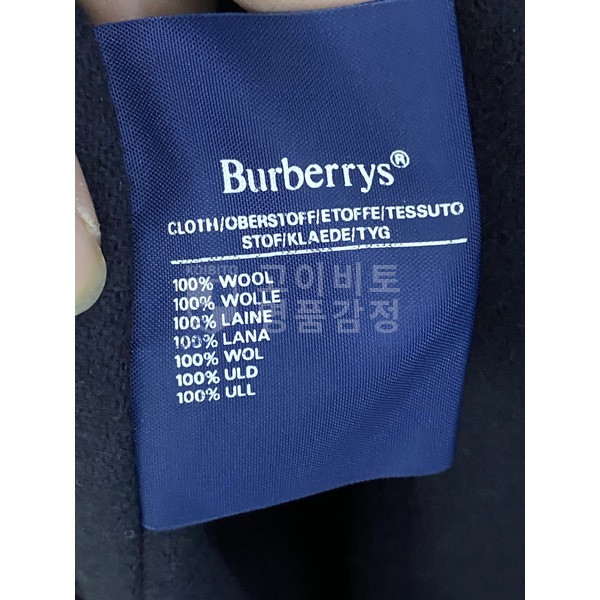 Burberrys®
CLOTH/OBERSTOFF/ETOFFE/TESSUTO
STOF/KLAEDE/TYG
100% WOOL
100% WOLLE
100% LAINE
100% LANA
100% WOL
100% ULD
100% ULL
고이비토
명품감정